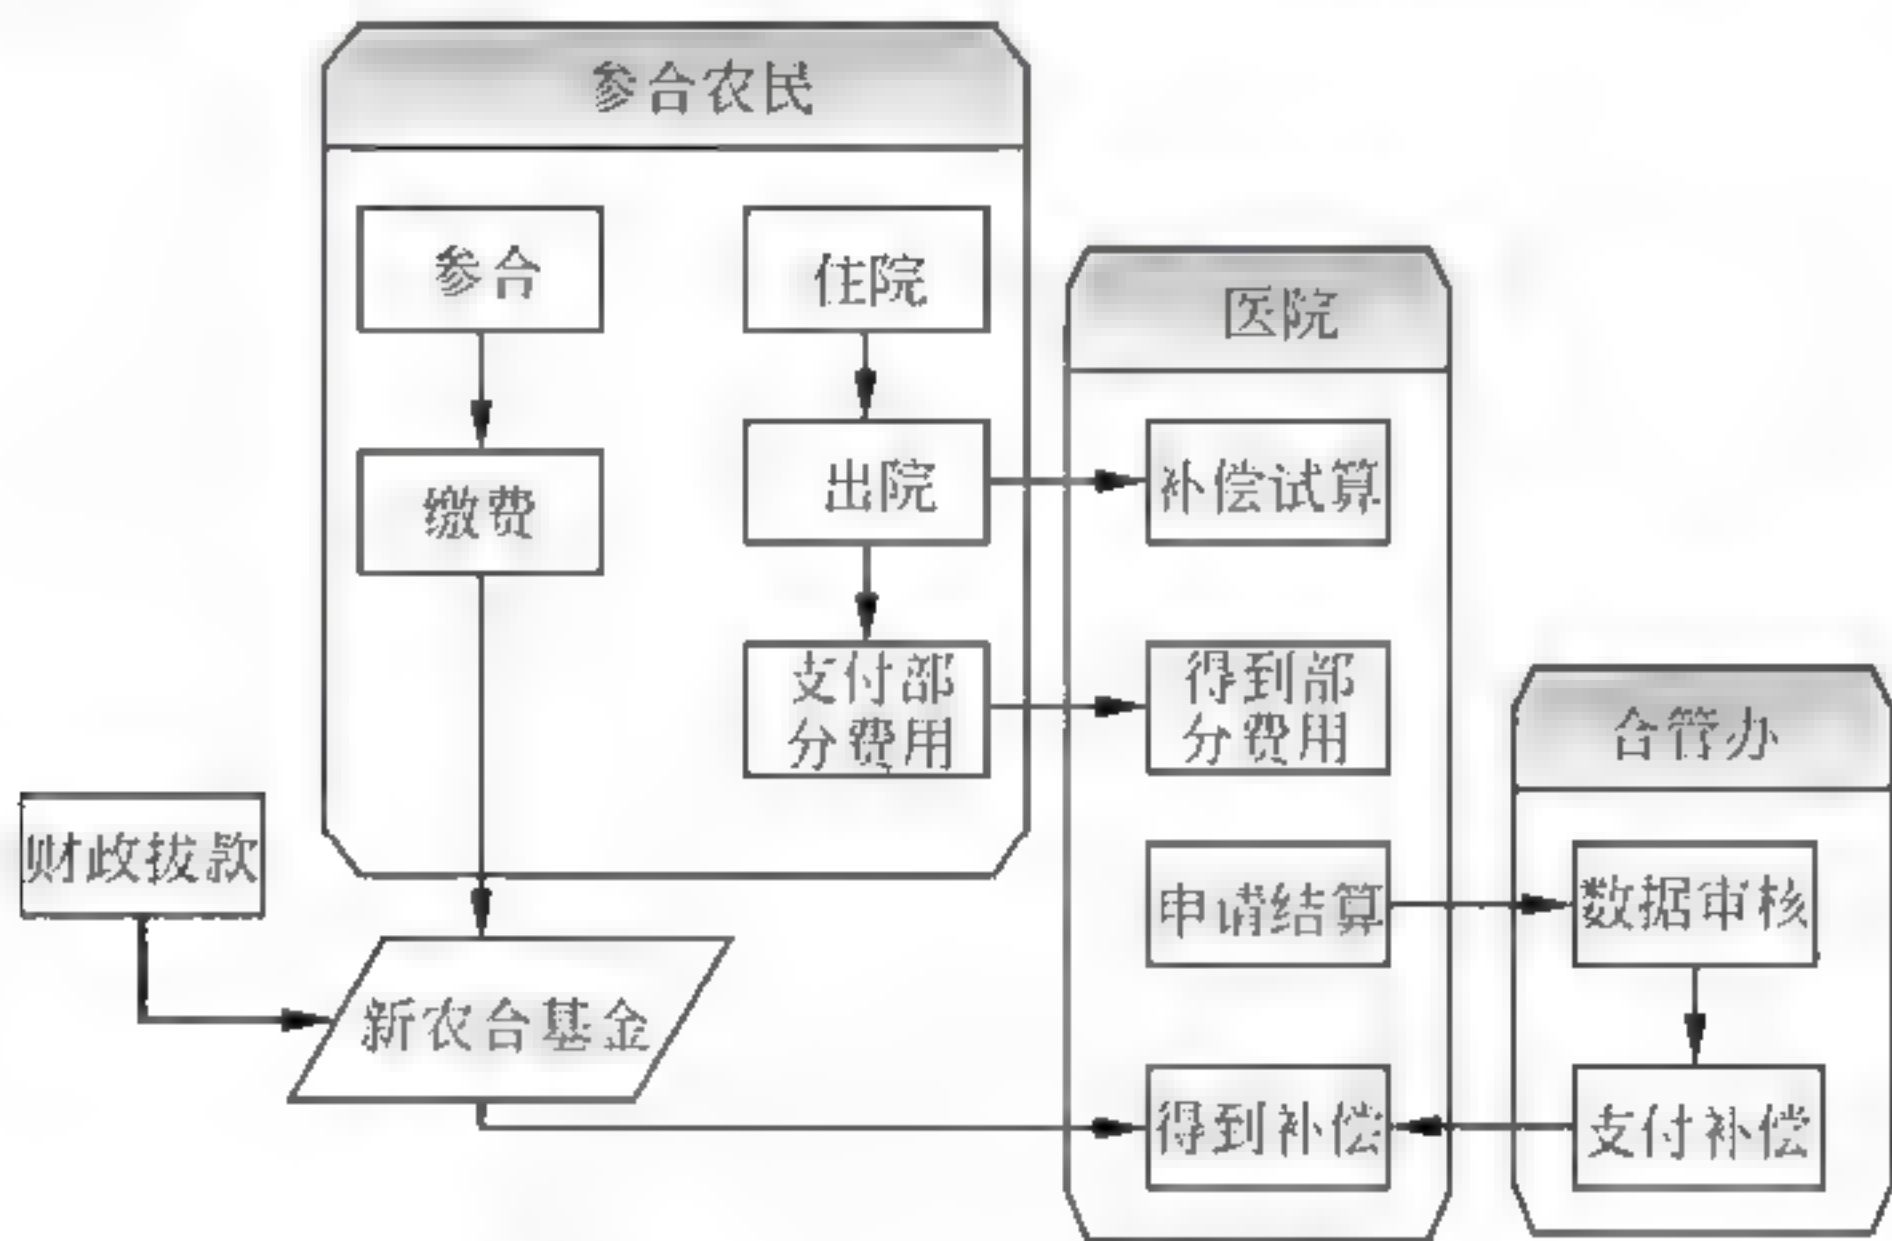 参合农民
参合
住院
医院
缴费
出院
补偿试算
支付部
分费用
得到部
分费用
合管办
财政拔款
申请结算
数据审核
新农台基金
得到补偿
支付补偿